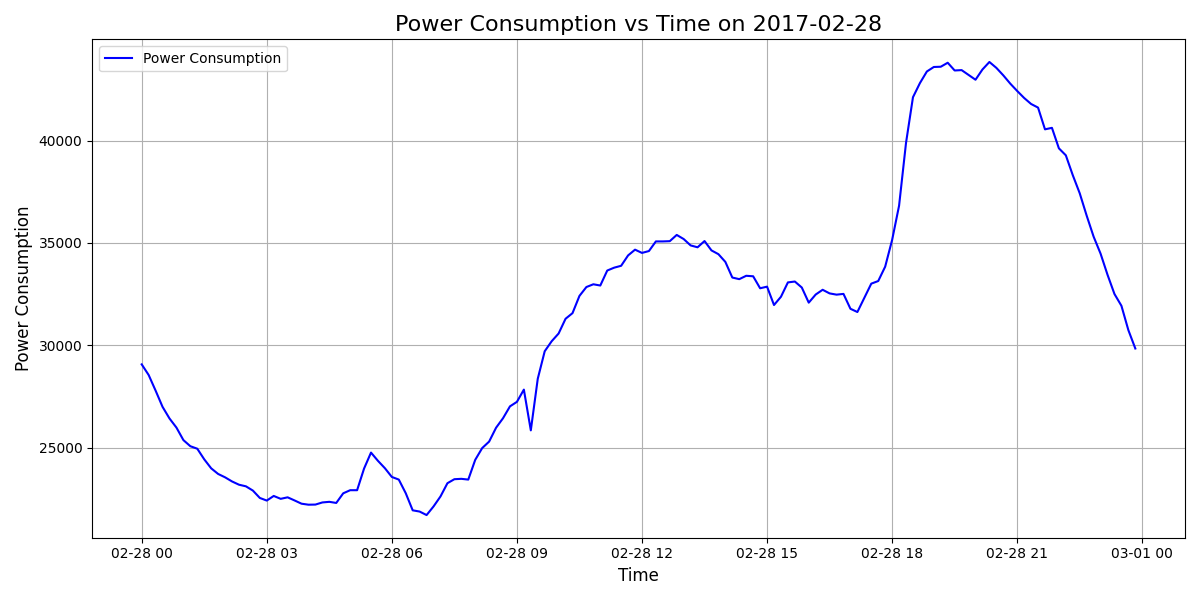 Power Consumption vs Time on 2017-02-28
Power Consumption
Power Consumption
40000
35000
30000
25000
02-28 00 02-28 03 02-28 06 02-28 09 02-28 12 02-28 15 02-28 18 02-28 21 03-01 00
Time